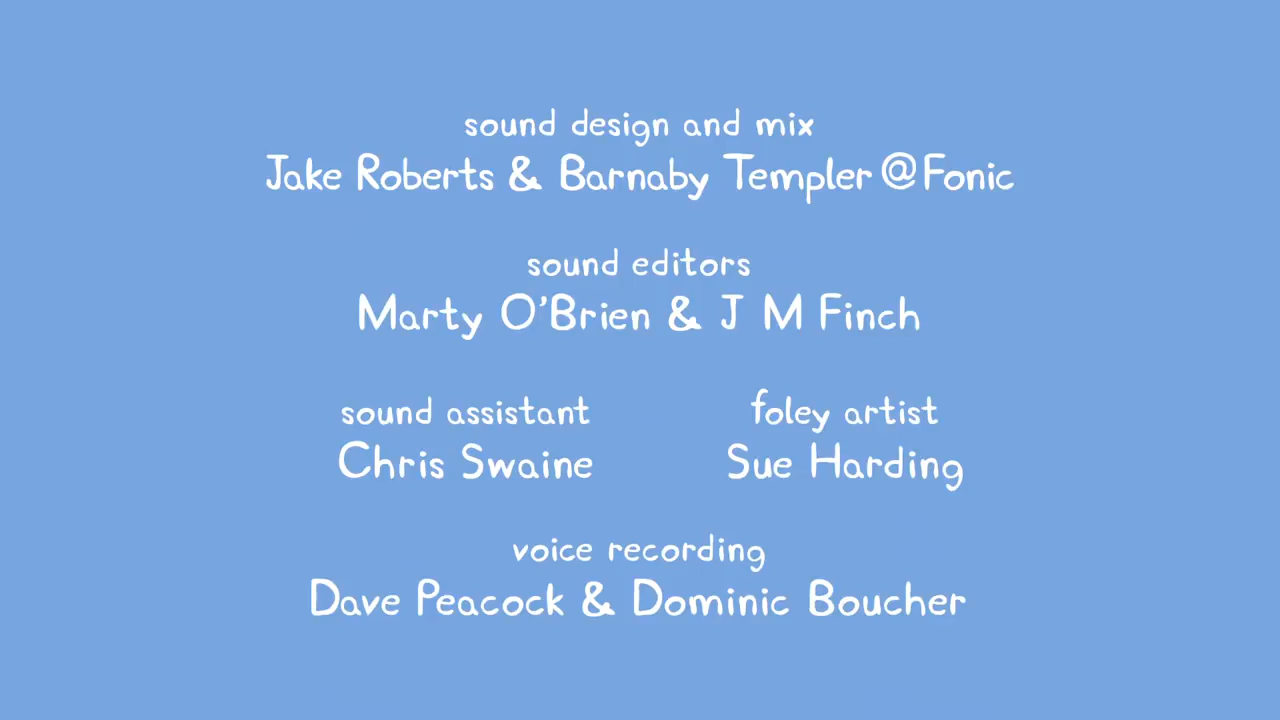 sound design and mix
Jake Roberts & Barnaby Templer @ Fonic
sound editors
Marty O'Brien & J M Finch
sound assistant
Chris Swaine
foley artist
Sue Harding
voice recording
Dave Peacock & Dominic Boucher